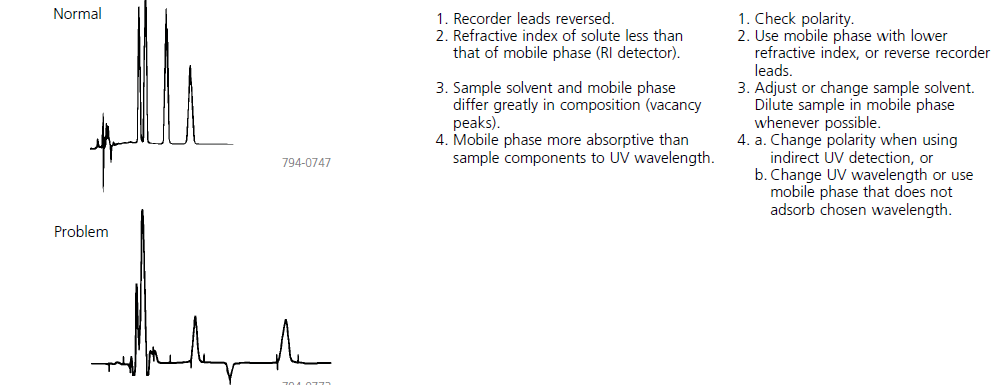 Normal
794-0747
Problem
1. Recorder leads reversed.
2. Refractive index of solute less than
that of mobile phase (RI detector).
3. Sample solvent and mobile phase
differ greatly in composition (vacancy
peaks).
4. Mobile phase more absorptive than
sample components to UV wavelength.
1. Check polarity.
2. Use mobile phase with lower
refractive index, or reverse recorder
leads.
3. Adjust or change sample solvent.
Dilute sample in mobile phase
whenever possible.
4. a. Change polarity when using
indirect UV detection, or
b. Change UV wavelength or use
mobile phase that does not
adsorb chosen wavelength.